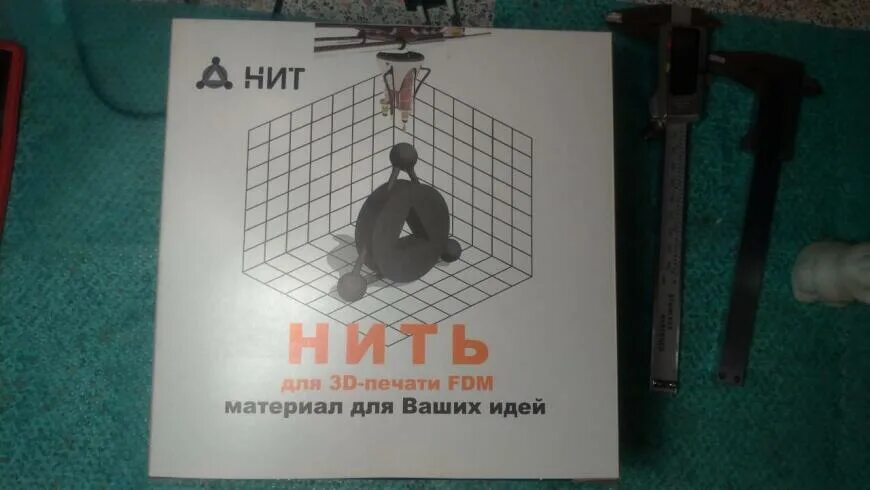 НИТ
НИТЬ
для 3D-печати FDM
материал для Ваших идей